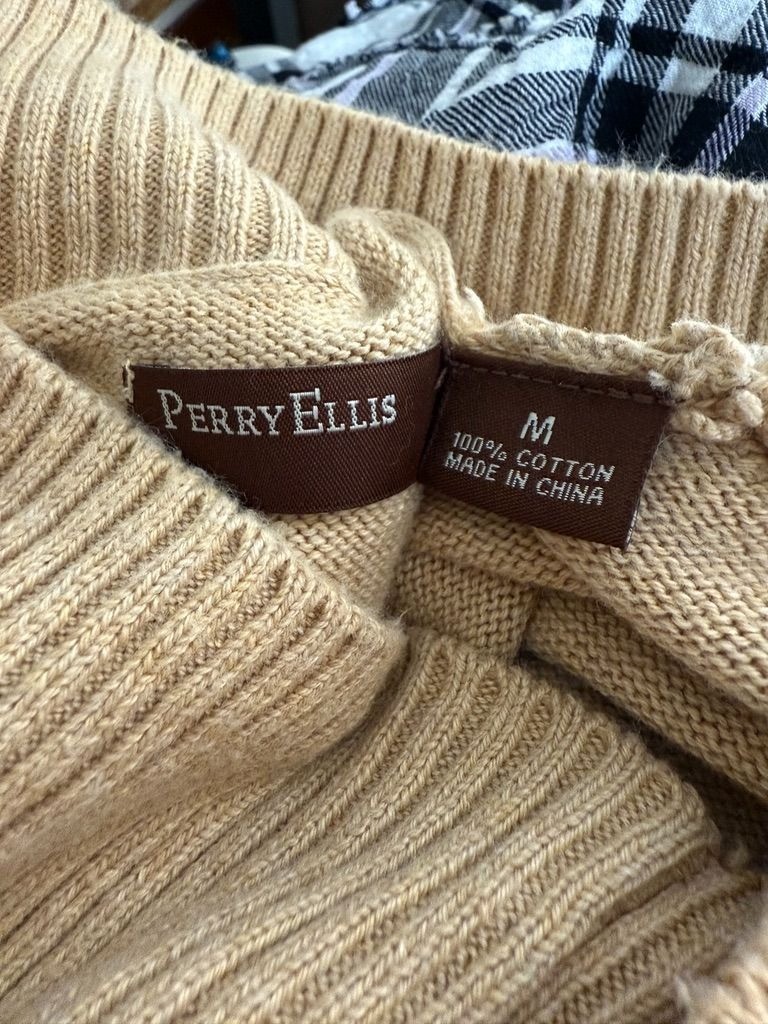 PERRY ELLIS
M
100% COTTON
MADE IN CHINA